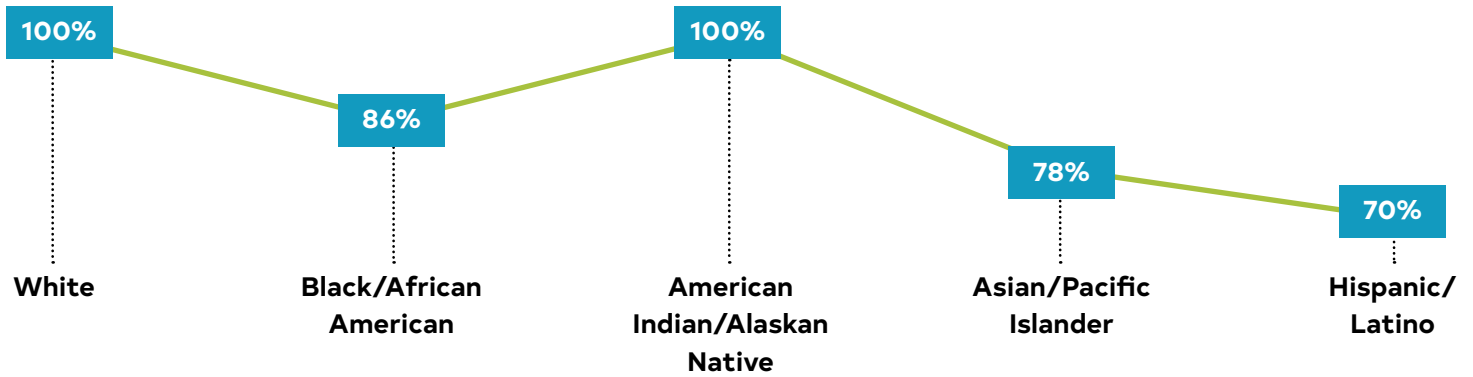 100%
100%
86%
78%
70%
White
Black/African
American
American
Indian/Alaskan
Native
Asian/Pacific
Islander
Hispanic/
Latino